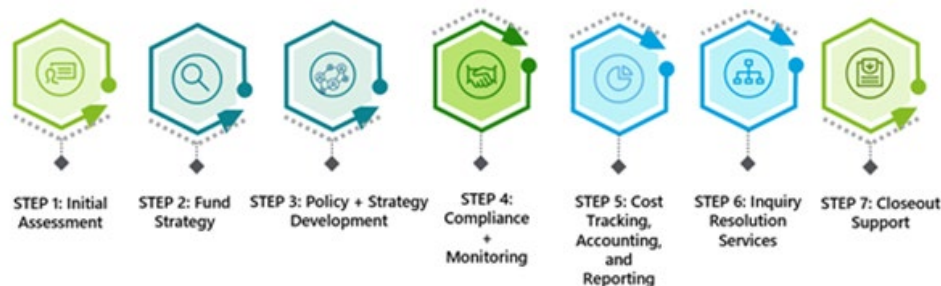 STEP 1: Initial
Assessment
STEP 2: Fund
Strategy
STEP 3: Policy + Strategy
Development
STEP 4:
Compliance
+
Monitoring
STEP 5: Cost
Tracking,
Accounting,
and
Reporting
STEP 6: Inquiry
Resolution
Services
STEP 7: Closeout
Support